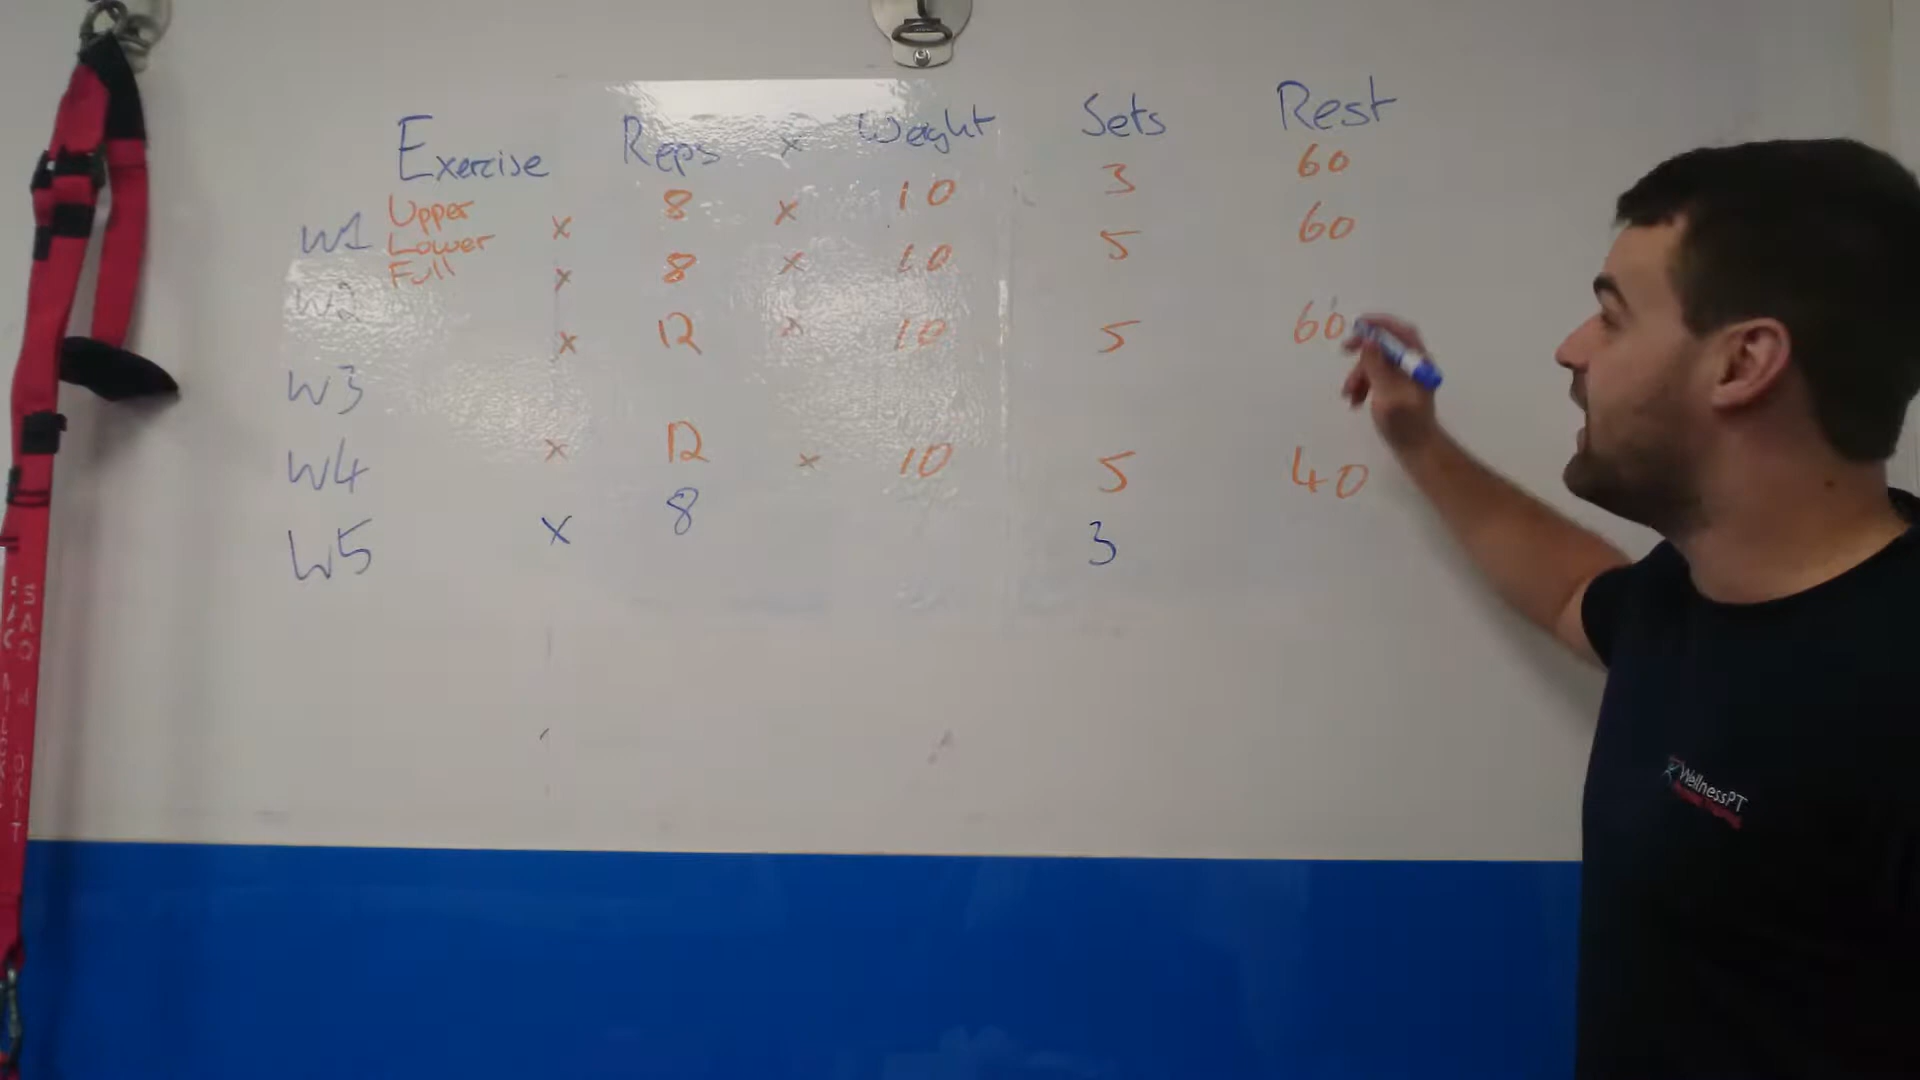 Exercise Reps x Weight Sets Rest
W1 Upper x 8 x 10 3 60
Lower
Full
W2 x 8 x 10 5 60
W3 x 12 x 10 5 60
W4 x 12 x 10 5 40
W5 x 8 3
WellnessPT